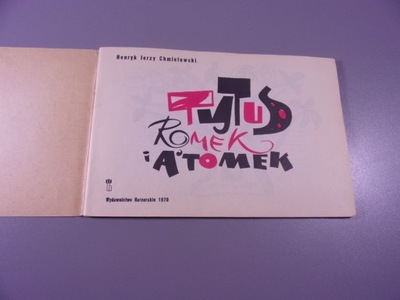 Henryk Jerzy Chmielewski
TYTUS
ROMEK
i A'TOMEK
Wydawnictwo Harcerskie 1970